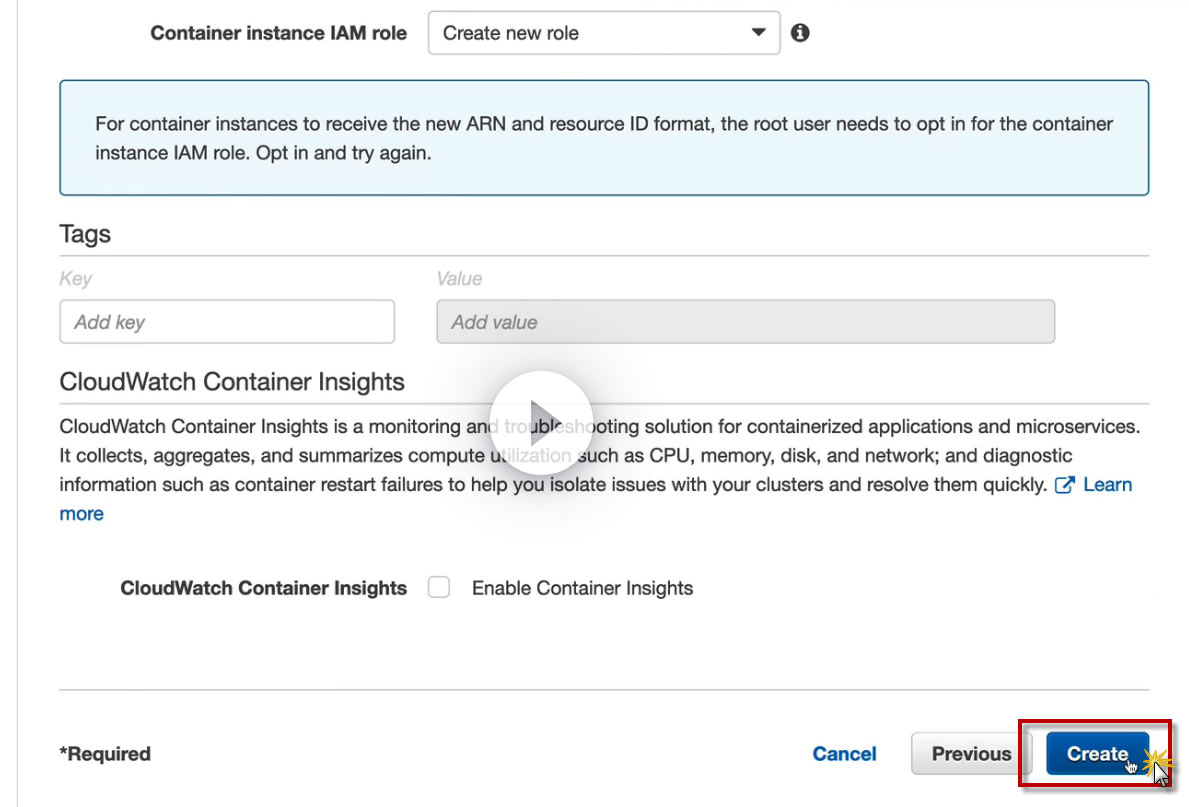 Container instance IAM role Create new role
For container instances to receive the new ARN and resource ID format, the root user needs to opt in for the container
instance IAM role. Opt in and try again.
Tags
Key Value
Add key Add value
CloudWatch Container Insights
CloudWatch Container Insights is a monitoring and troubleshooting solution for containerized applications and microservices.
It collects, aggregates, and summarizes compute utilization such as CPU, memory, disk, and network; and diagnostic
information such as container restart failures to help you isolate issues with your clusters and resolve them quickly. Learn
more
CloudWatch Container Insights Enable Container Insights
*Required Cancel Previous Create